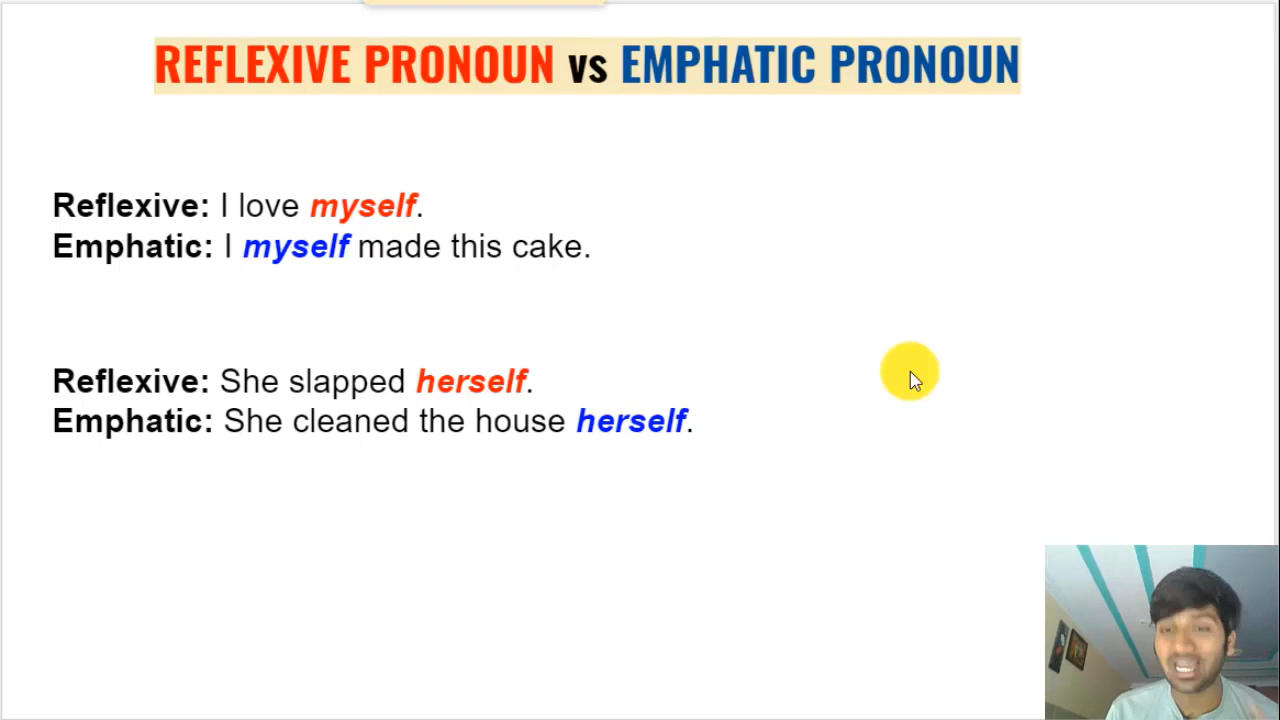 REFLEXIVE PRONOUN vs EMPHATIC PRONOUN
Reflexive: I love myself.
Emphatic: I myself made this cake.
Reflexive: She slapped herself.
Emphatic: She cleaned the house herself.